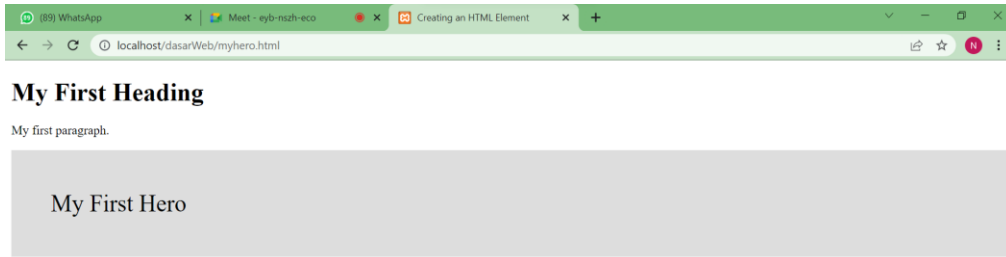 89 (89) WhatsApp
Meet - eyb-nszh-eco
Creating an HTML Element
localhost/dasarWeb/myhero.html
N
My First Heading
My first paragraph.
My First Hero